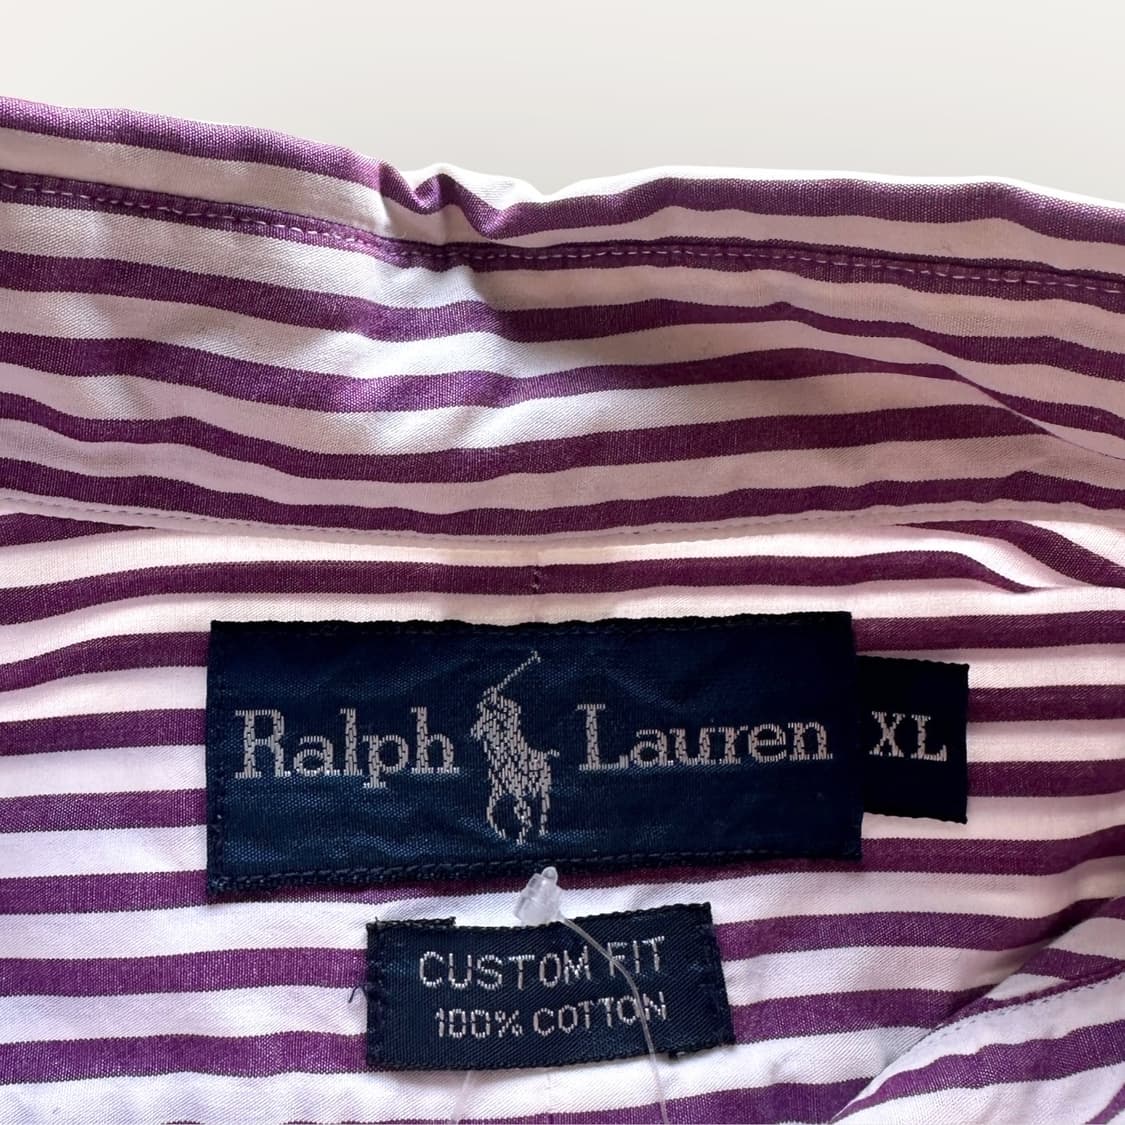 Ralph Lauren XL
CUSTOM FIT
100% COTTON